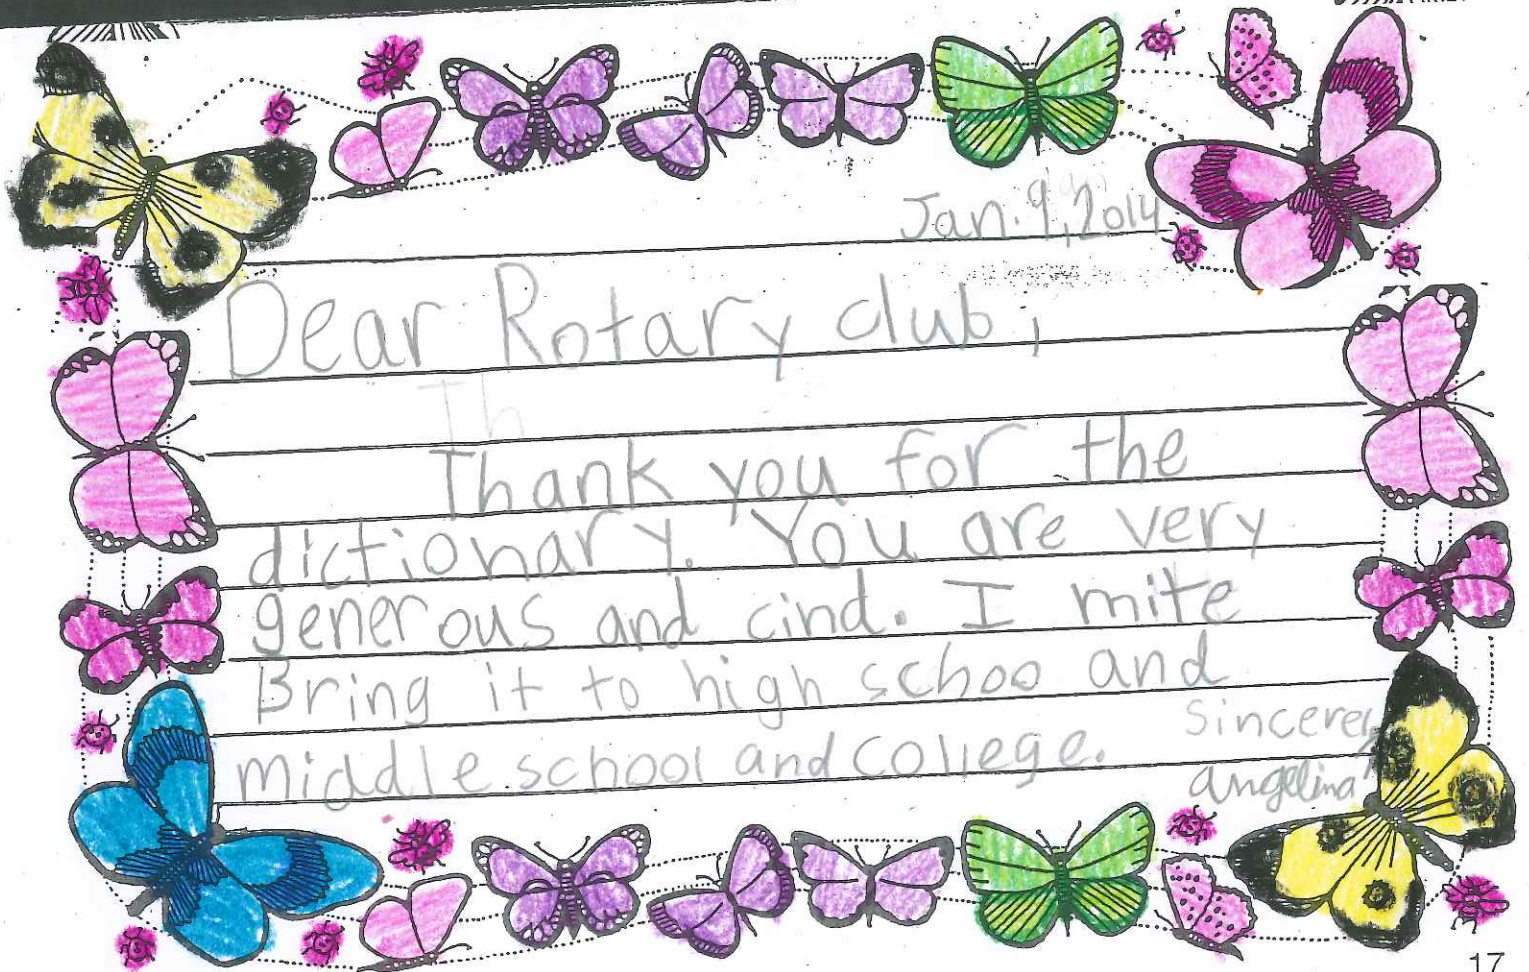 Jan. 9, 2014
Dear Rotary club,
Th
Thank you for the
dictionary. You are very
generous and cind. I mite
Bring it to high schoo and
middle school and college.
Sincerely
angelina
17